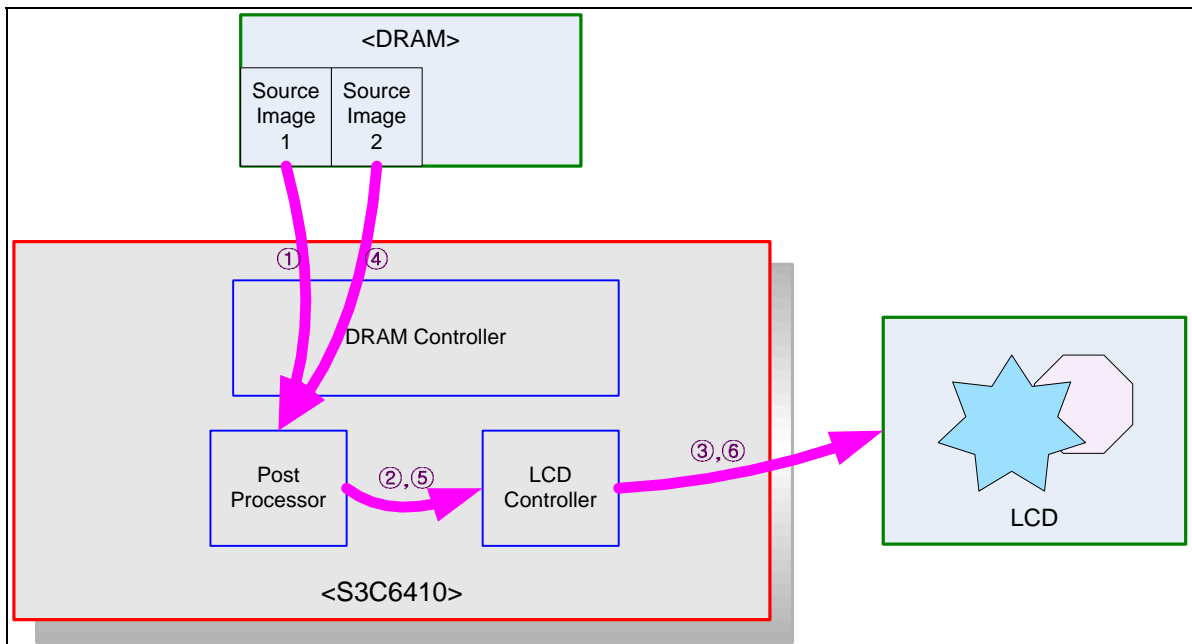 <DRAM>
Source
Image
1
Source
Image
2
①
④
DRAM Controller
Post
Processor
②,⑤
LCD
Controller
③,⑥
LCD
<S3C6410>